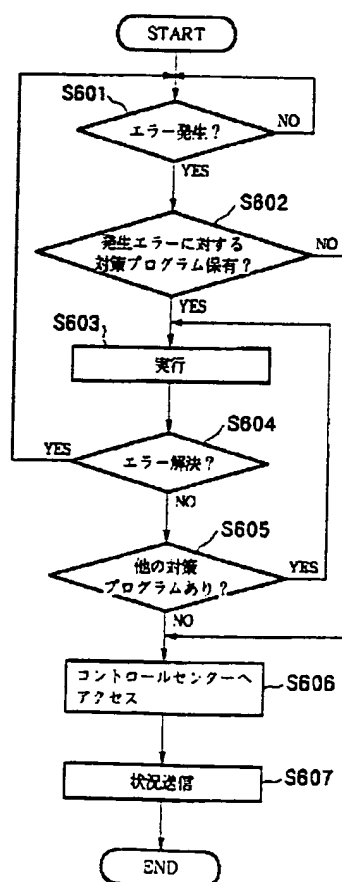 START
S601
エラー発生?
NO
YES
S602
発生エラーに対する
対策プログラム保有?
NO
YES
S603
実行
S604
YES
エラー解決?
NO
S605
他の対策
プログラムあり?
YES
NO
コントロールセンターへ
アクセス
S606
状況送信
S607
END